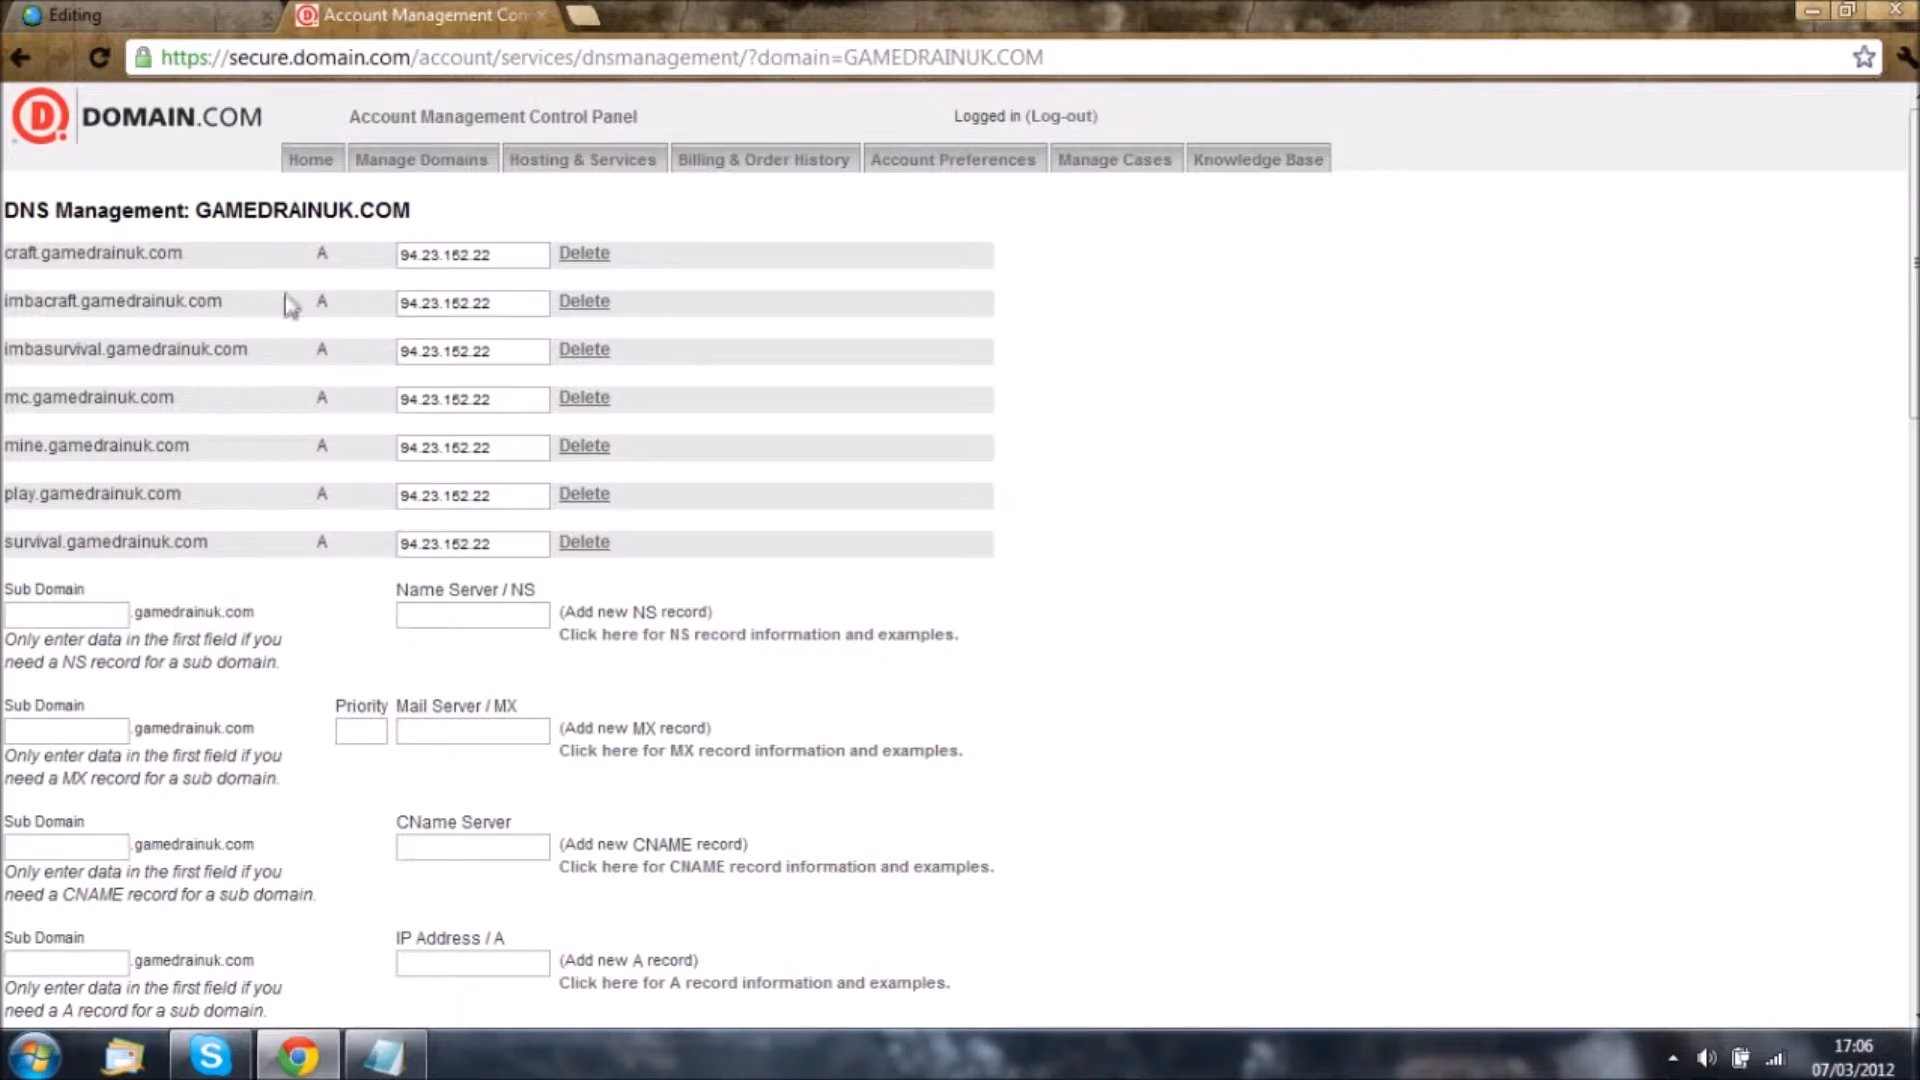 Editing
Account Management Con
https://secure.domain.com/account/services/dnsmanagement/?domain=GAMEDRAINUK.COM
D DOMAIN.COM
Account Management Control Panel
Logged in (Log-out)
Home Manage Domains Hosting & Services Billing & Order History Account Preferences Manage Cases Knowledge Base
DNS Management: GAMEDRAINUK.COM
craft.gamedrainuk.com A 94.23.152.22 Delete
imbacraft.gamedrainuk.com A 94.23.152.22 Delete
imbasurvival.gamedrainuk.com A 94.23.152.22 Delete
mc.gamedrainuk.com A 94.23.152.22 Delete
mine.gamedrainuk.com A 94.23.152.22 Delete
play.gamedrainuk.com A 94.23.152.22 Delete
survival.gamedrainuk.com A 94.23.152.22 Delete
Sub Domain Name Server / NS
.gamedrainuk.com (Add new NS record)
Click here for NS record information and examples.
Only enter data in the first field if you
need a NS record for a sub domain.
Sub Domain Priority Mail Server / MX
.gamedrainuk.com (Add new MX record)
Click here for MX record information and examples.
Only enter data in the first field if you
need a MX record for a sub domain.
Sub Domain CName Server
.gamedrainuk.com (Add new CNAME record)
Click here for CNAME record information and examples.
Only enter data in the first field if you
need a CNAME record for a sub domain.
Sub Domain IP Address / A
.gamedrainuk.com (Add new A record)
Click here for A record information and examples.
Only enter data in the first field if you
need a A record for a sub domain.
17:06
07/03/2012